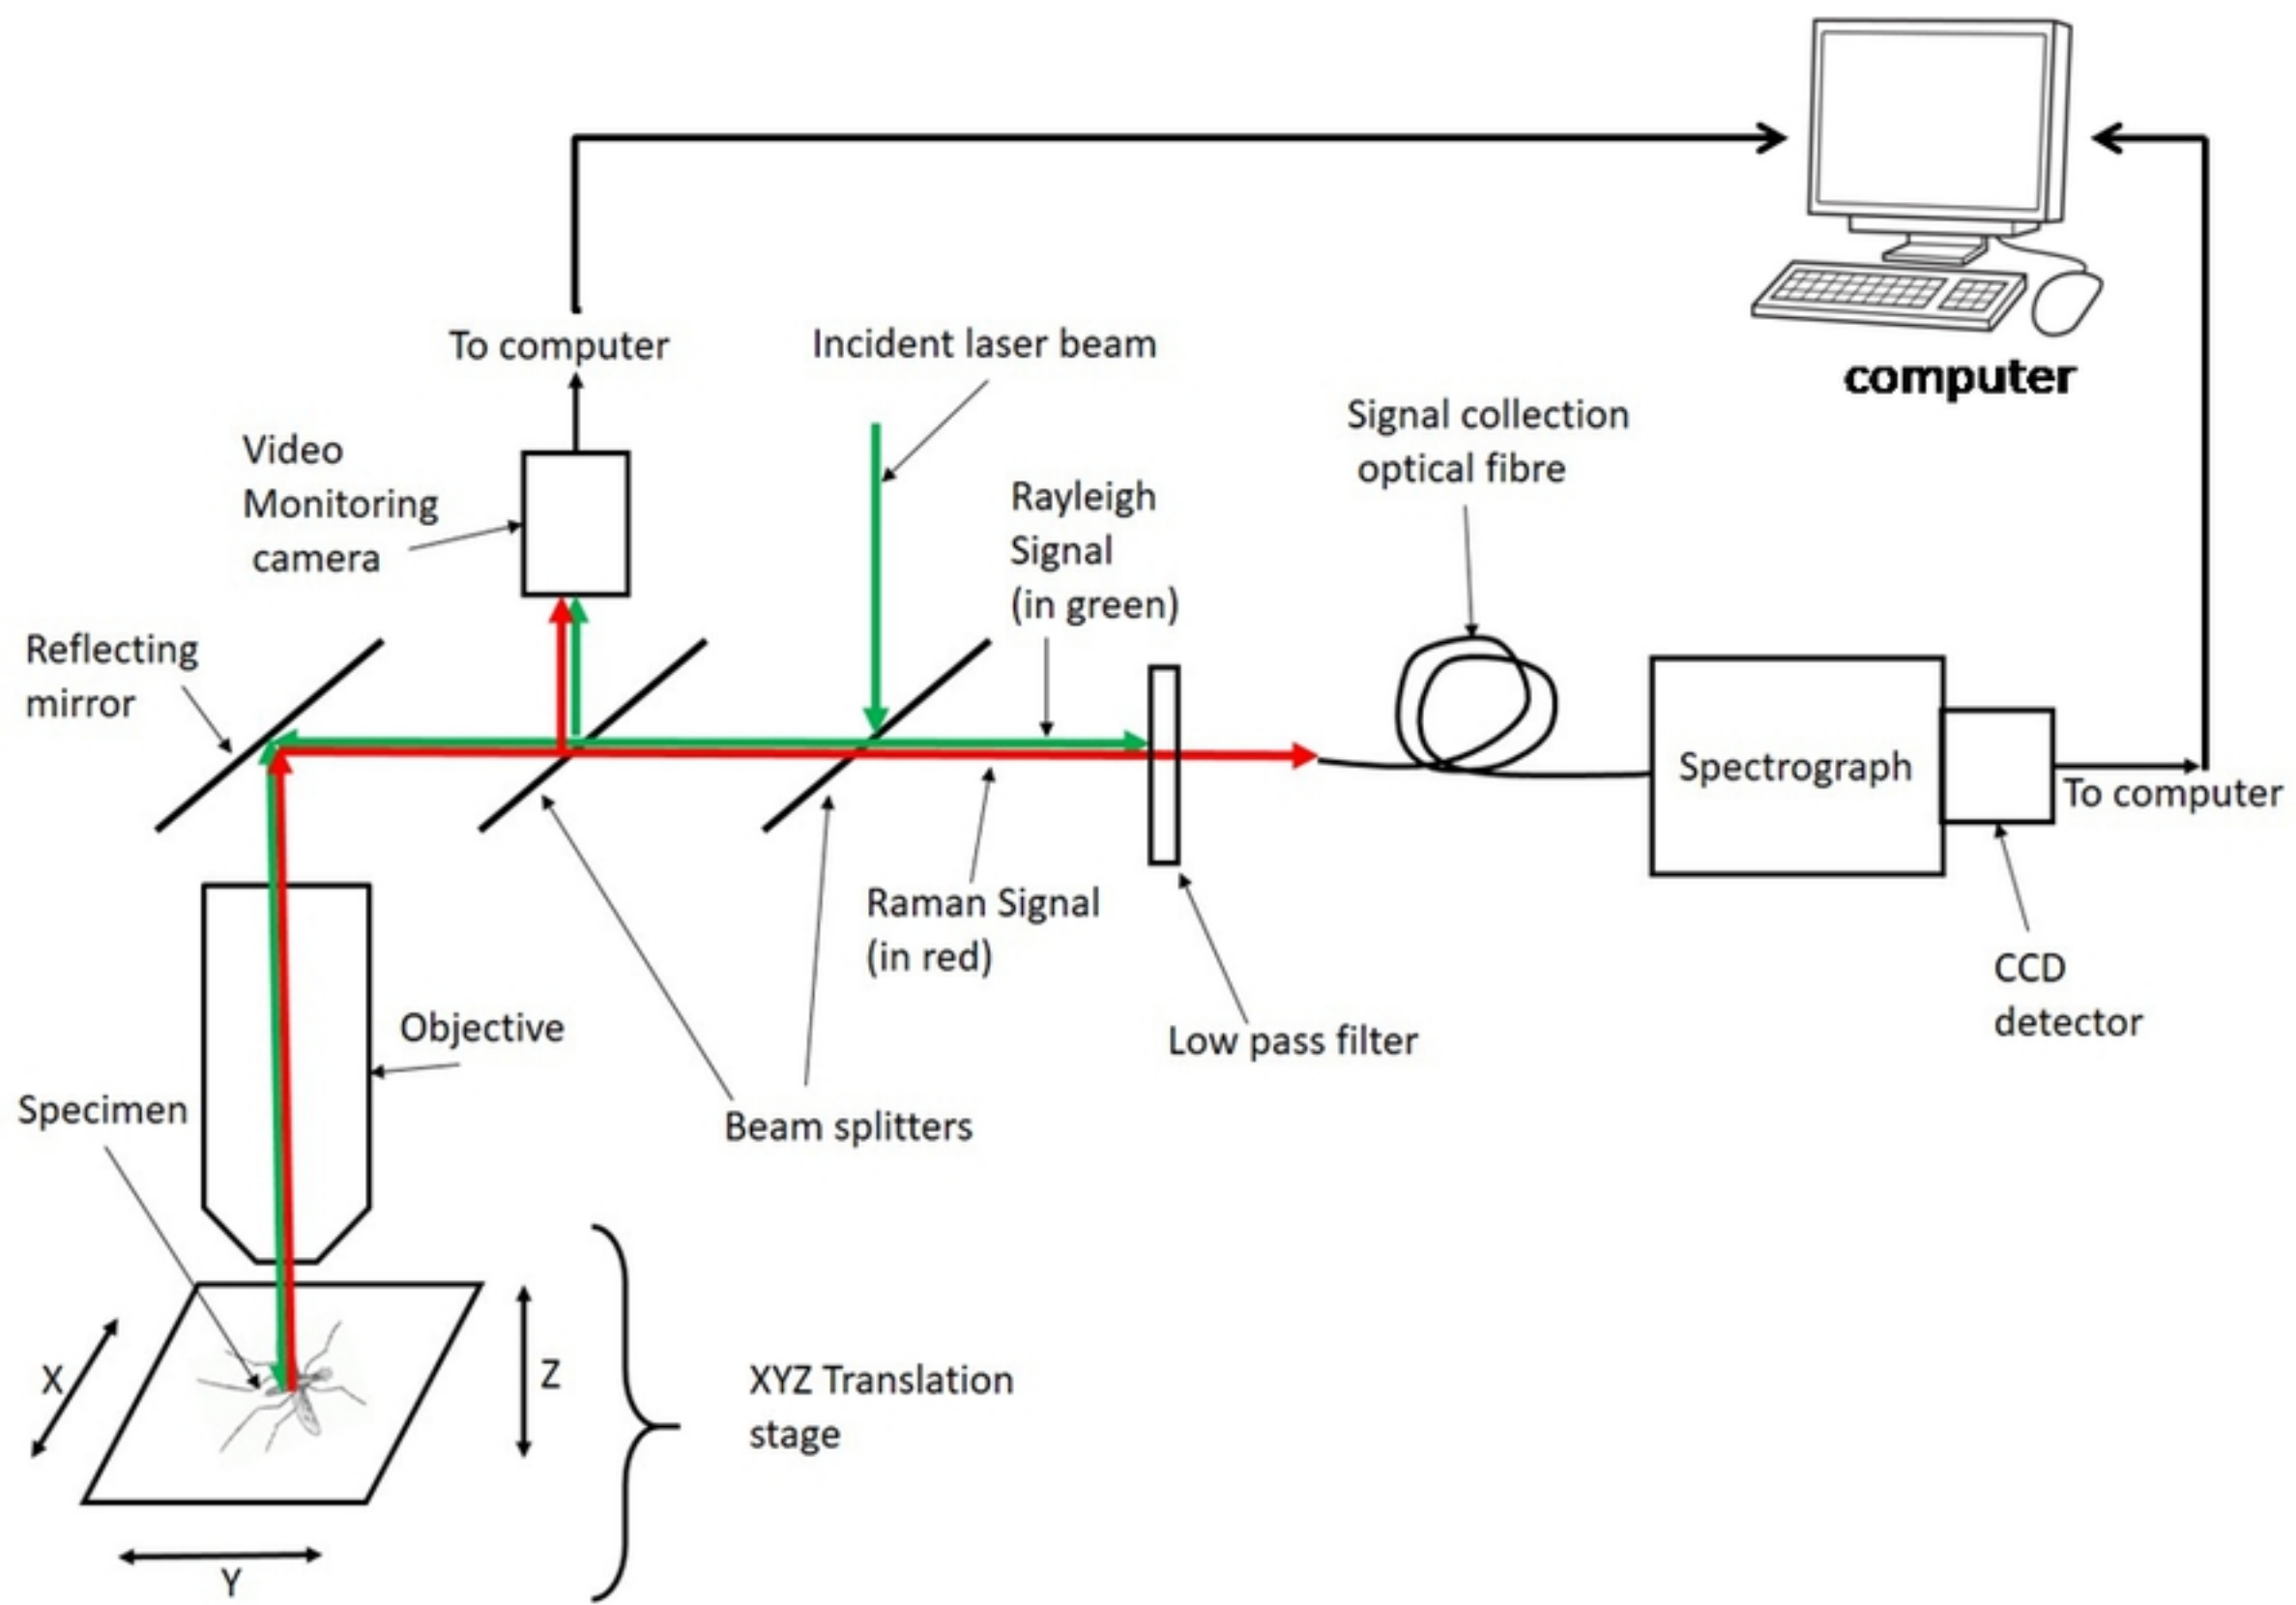 computer
To computer
Incident laser beam
Signal collection
optical fibre
Video
Monitoring
camera
Rayleigh
Signal
(in green)
Reflecting
mirror
Spectrograph
To computer
Raman Signal
(in red)
CCD
detector
Objective
Low pass filter
Specimen
Beam splitters
X
Z
XYZ Translation
stage
Y